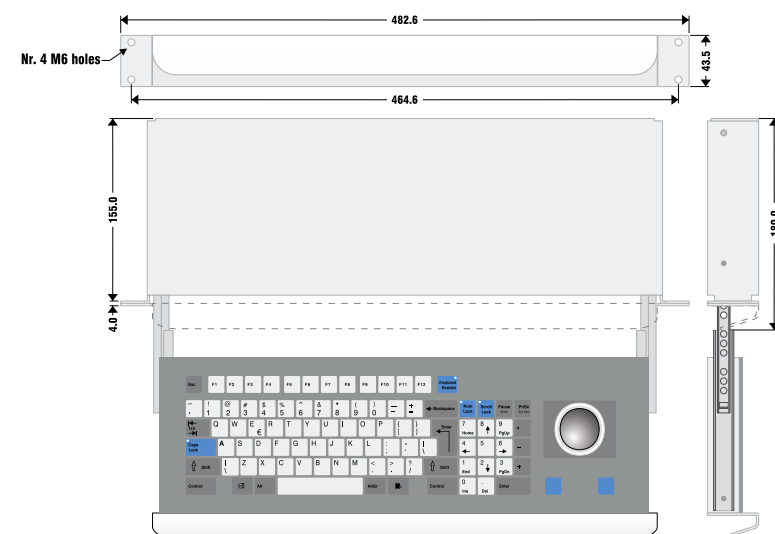 482.6
Nr. 4 M6 holes
43.5
464.6
155.0
4.0
Esc F1 F2 F3 F4 F5 F6 F7 F8 F9 F10 F11 F12 Keyboard Enabled
! 1 @ 2 # 3 $ 4 % 5 ^ 6 & 7 * 8 ( 9 ) 0 Backspace Num Lock Scroll Lock Pause PrtSc
Tab Q W E € R T Y U I O P { [ } ] Enter 7 Home 8 9 PgUp
Caps Lock A S D F G H J K L : ; 4 5 6
Shift Z X C V B N M < , > . ? / Shift 1 End 2 3 PgDn +
Control Alt AltGr Control 0 Ins . Del Enter